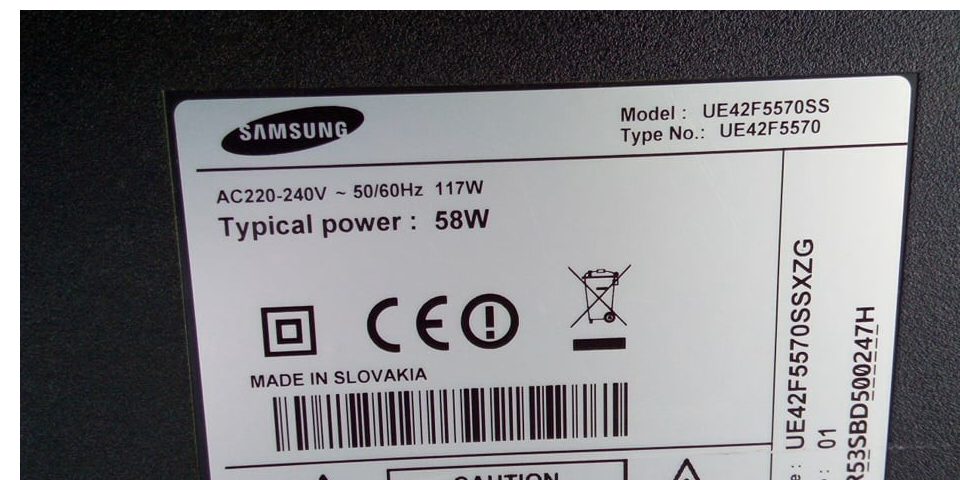 SAMSUNG
Model : UE42F5570SS
Type No.: UE42F5570
AC220-240V ~ 50/60Hz 117W
Typical power : 58W
CE
MADE IN SLOVAKIA
CAUTION
: UE42F5570SSXZG
: 01
R53SBD500247H